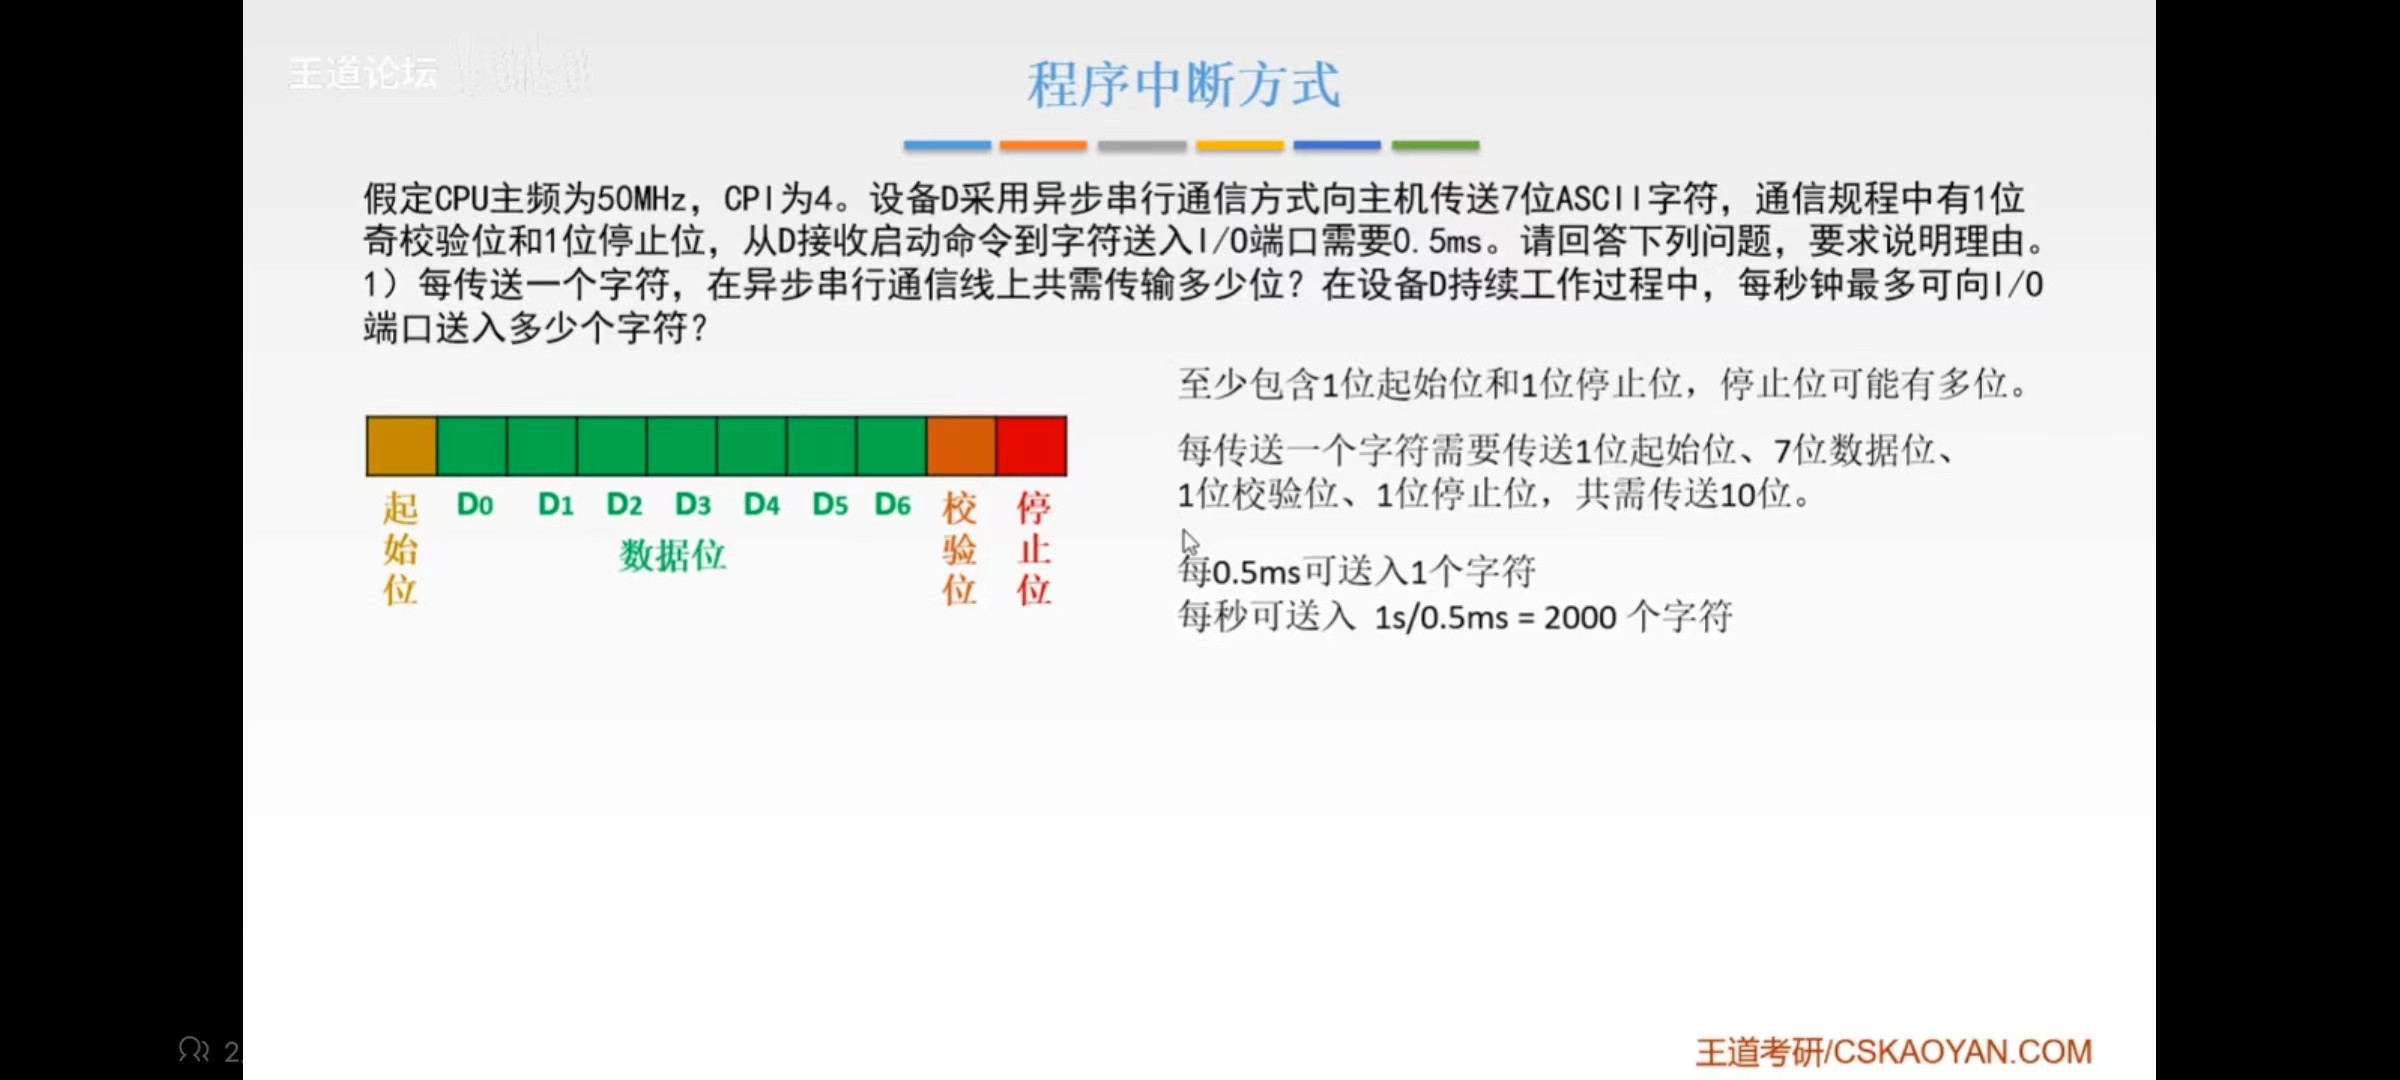 王道论坛
程序中断方式
假定CPU主频为50MHz，CPI为4。设备D采用异步串行通信方式向主机传送7位ASCII字符，通信规程中有1位
奇校验位和1位停止位，从D接收启动命令到字符送入I/O端口需要0.5ms。请回答下列问题，要求说明理由。
1）每传送一个字符，在异步串行通信线上共需传输多少位？在设备D持续工作过程中，每秒钟最多可向I/O
端口送入多少个字符？
至少包含1位起始位和1位停止位，停止位可能有多位。
每传送一个字符需要传送1位起始位、7位数据位、
1位校验位、1位停止位，共需传送10位。
起始位
D0 D1 D2 D3 D4 D5 D6
数据位
校验位
停止位
每0.5ms可送入1个字符
每秒可送入 1s/0.5ms = 2000 个字符
王道考研/CSKAOYAN.COM